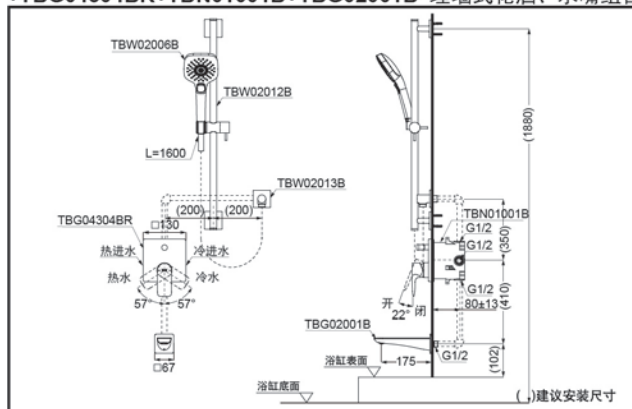 TBW02006B
TBW02012B
L=1600
TBW02013B
(200)
(200)
TBG04304BR
□130
热进水
冷进水
热水
冷水
57°
57°
□67
(1880)
TBN01001B
G1/2
G1/2
(350)
G1/2
80±13
(410)
开
闭
22°
TBG02001B
G1/2
175
(102)
浴缸表面
浴缸底面
( )建议安装尺寸